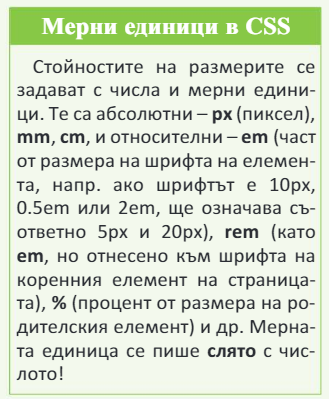 Мерни единици в CSS
Стойностите на размерите се
задават с числа и мерни едини-
ци. Те са абсолютни – px (пиксел),
mm, cm, и относителни – em (част
от размера на шрифта на елемен-
та, напр. ако шрифтът е 10px,
0.5em или 2em, ще означава съ-
ответно 5px и 20px), rem (като
em, но отнесено към шрифта на
коренния елемент на страница-
та), % (процент от размера на ро-
дителския елемент) и др. Мерна-
та единица се пише слято с чис-
лото!